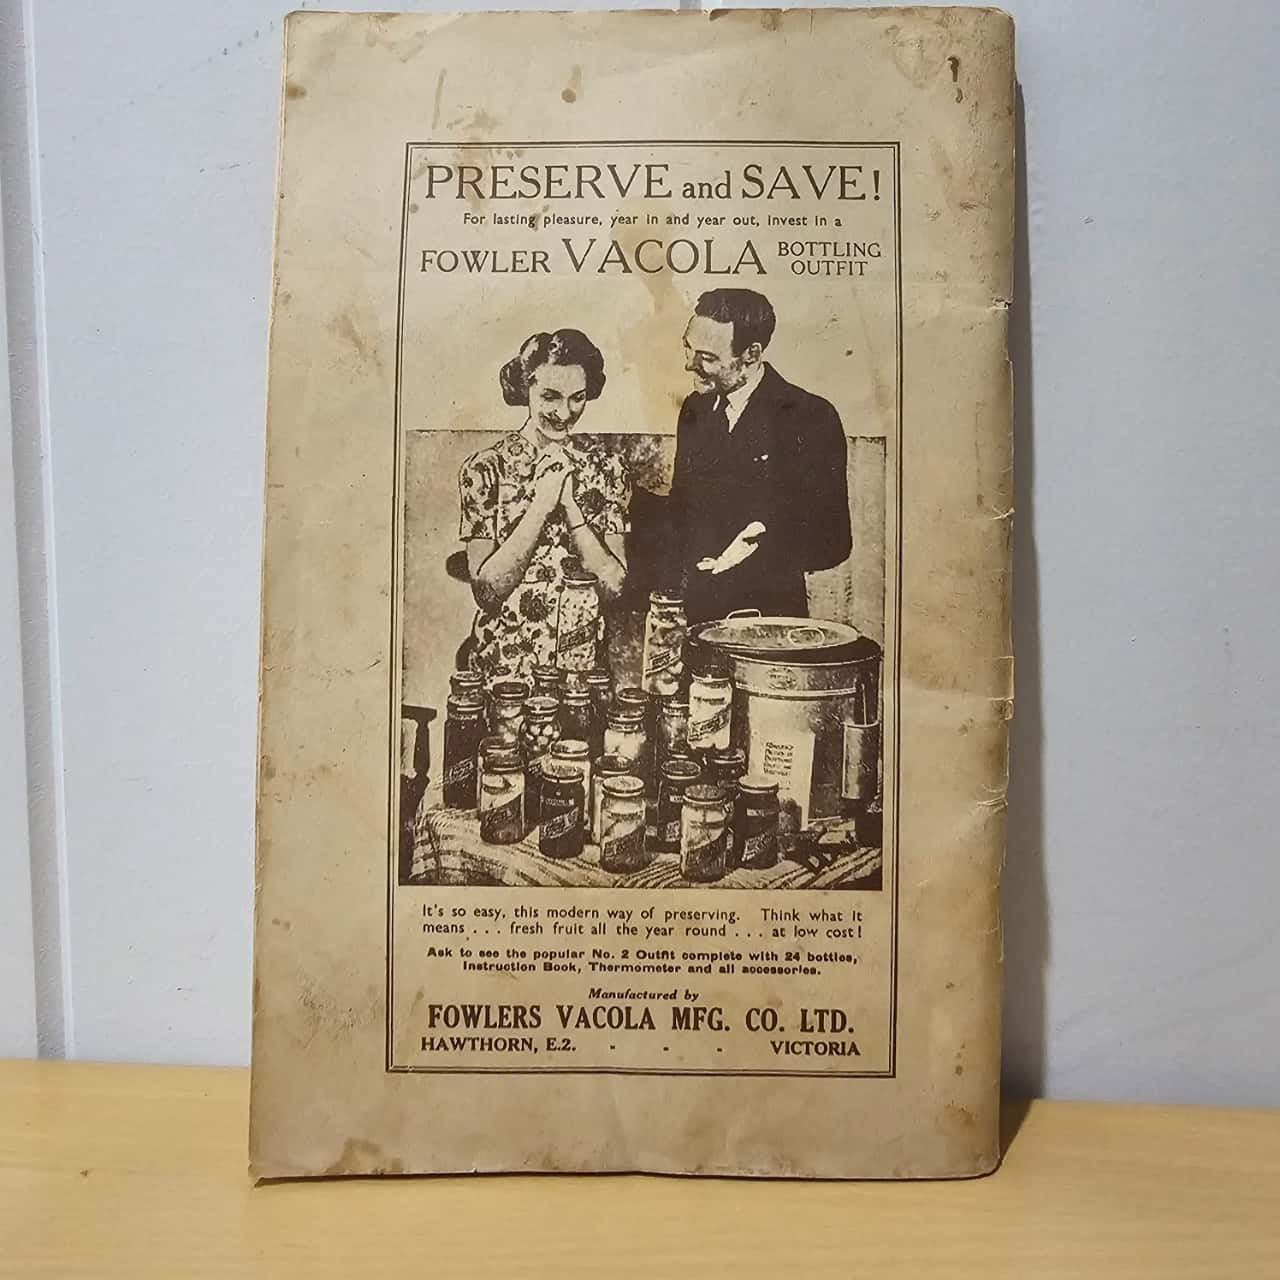 PRESERVE and SAVE!
For lasting pleasure, year in and year out, invest in a
FOWLER VACOLA BOTTLING OUTFIT
It's so easy, this modern way of preserving. Think what it
means . . . fresh fruit all the year round . . . at low cost!
Ask to see the popular No. 2 Outfit complete with 24 bottles,
Instruction Book, Thermometer and all accessories.
Manufactured by
FOWLERS VACOLA MFG. CO. LTD.
HAWTHORN, E.2. - - - VICTORIA